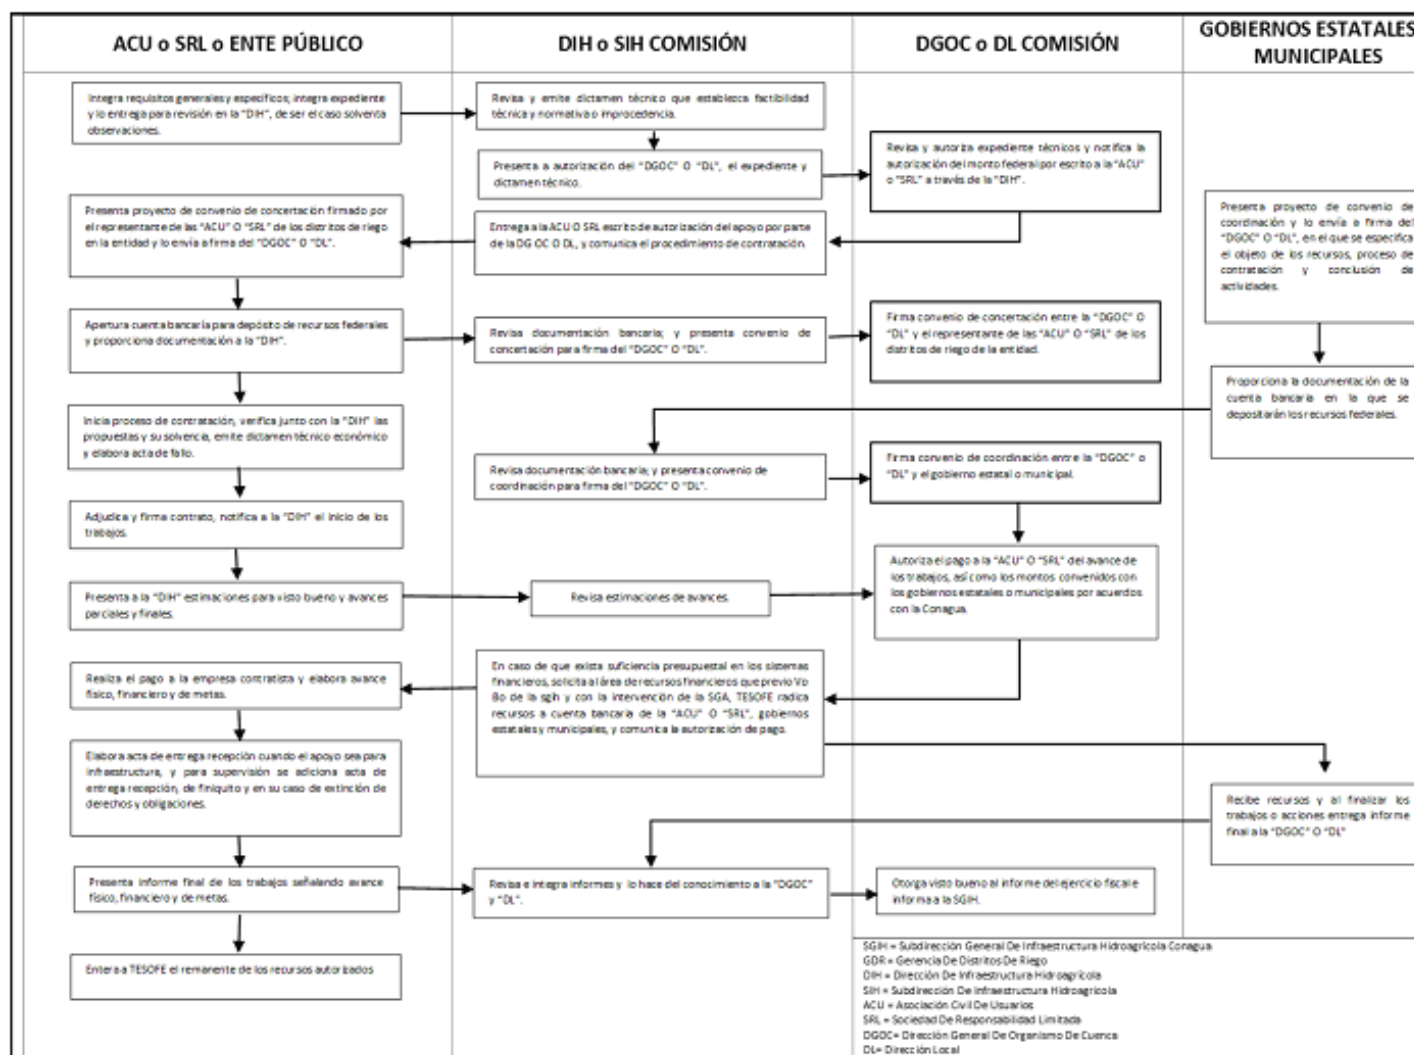 ACU o SRL o ENTE PÚBLICO
DIH o SIH COMISIÓN
DGOC o DL COMISIÓN
GOBIERNOS ESTATALES
MUNICIPALES
Integra requisitos generales y específicos; integra expediente
y lo entrega para revisión en la "DIH", de ser el caso solventa
observaciones.
Revisa y emite dictamen técnico que establezca factibilidad
técnica y normativa o improcedencia.
Presenta a autorización del "DGOC" O "DL", el expediente y
dictamen técnico.
Revisa y autoriza expediente técnicos y notifica la
autorización del monto federal por escrito a la "ACU"
o "SRL" a través de la "DIH".
Presenta proyecto de convenio de concertación firmado por
el representante de las "ACU" O "SRL" de los distritos de riego
en la entidad y lo envía a firma del "DGOC" O "DL".
Entrega a la ACU O SRL escrito de autorización del apoyo por parte
de la DG OC O DL, y comunica el procedimiento de contratación.
Presenta proyecto de convenio de
coordinación y lo envía a firma del
"DGOC" O "DL", en el que se especifica
el objeto de los recursos, proceso de
contratación y conclusión de
actividades.
Apertura cuenta bancaria para depósito de recursos federales
y proporciona documentación a la "DIH".
Revisa documentación bancaria; y presenta convenio de
concertación para firma del "DGOC" O "DL".
Firma convenio de concertación entre la "DGOC" O
"DL" y el representante de las "ACU" O "SRL" de los
distritos de riego de la entidad.
Proporciona la documentación de la
cuenta bancaria en la que se
depositarán los recursos federales.
Inicia proceso de contratación, verifica junto con la "DIH" las
propuestas y su solvencia, emite dictamen técnico económico
y elabora acta de fallo.
Revisa documentación bancaria; y presenta convenio de
coordinación para firma del "DGOC" O "DL".
Firma convenio de coordinación entre la "DGOC" o
"DL" y el gobierno estatal o municipal.
Adjudica y firma contrato, notifica a la "DIH" el inicio de los
trabajos.
Autoriza el pago a la "ACU" O "SRL" del avance de
los trabajos, así como los montos convenidos con
los gobiernos estatales o municipales por acuerdos
con la Conagua.
Presenta a la "DIH" estimaciones para visto bueno y avances
parciales y finales.
Revisa estimaciones de avances.
Realiza el pago a la empresa contratista y elabora avance
físico, financiero y de metas.
En caso de que exista suficiencia presupuestal en los sistemas
financieros, solicita al área de recursos financieros que previo Vo
Bo de la sgih y con la intervención de la SGA, TESOFE radica
recursos a cuenta bancaria de la "ACU" O "SRL", gobiernos
estatales y municipales, y comunica la autorización de pago.
Elabora acta de entrega recepción cuando el apoyo sea para
infraestructura, y para supervisión se adiciona acta de
entrega recepción, de finiquito y en su caso de extinción de
derechos y obligaciones.
Recibe recursos y al finalizar los
trabajos o acciones entrega informe
final a la "DGOC" O "DL"
Presenta informe final de los trabajos señalando avance
físico, financiero y de metas.
Revisa e integra informes y lo hace del conocimiento a la "DGOC"
y "DL".
Otorga visto bueno al informe del ejercicio fiscal e
informa a la SGIH.
Entera a TESOFE el remanente de los recursos autorizados
SGIH = Subdirección General De Infraestructura Hidroagrícola Conagua
GDR = Gerencia De Distritos De Riego
DIH = Dirección De Infraestructura Hidroagrícola
SIH = Subdirección De Infraestructura Hidroagrícola
ACU = Asociación Civil De Usuarios
SRL = Sociedad De Responsabilidad Limitada
DGOC= Dirección General De Organismo De Cuenca
DL= Dirección Local